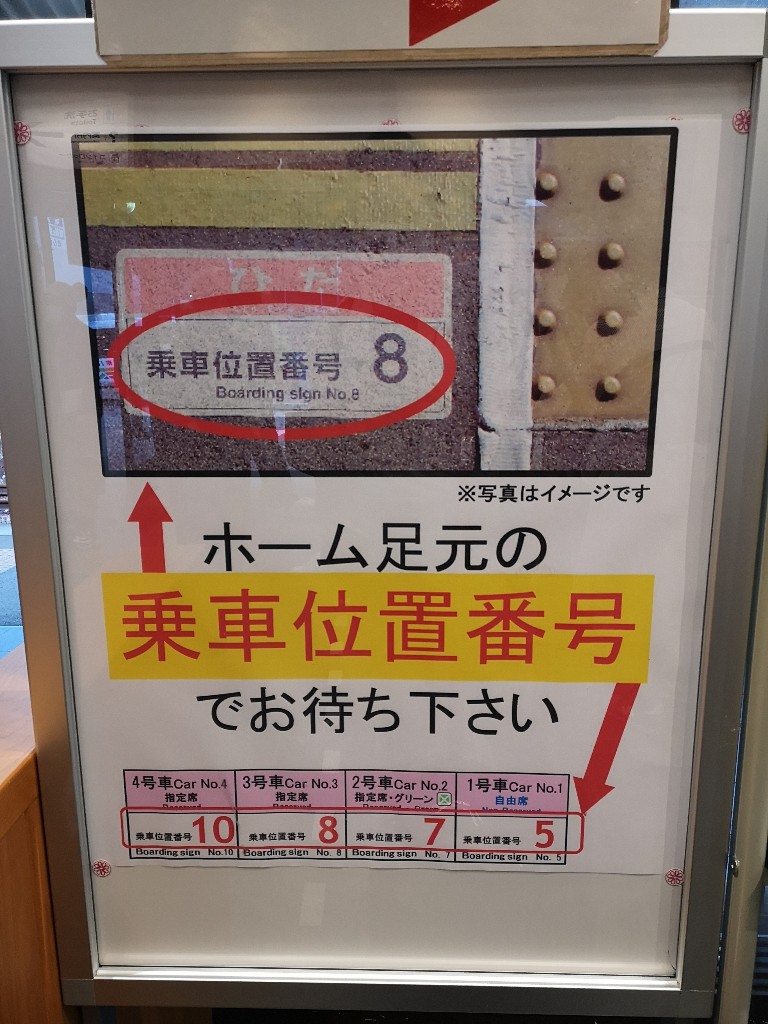 ひだ
乗車位置番号 8
Boarding sign No.8
※写真はイメージです
ホーム足元の
乗車位置番号
でお待ち下さい
4号車Car No.4 3号車Car No.3 2号車Car No.2 1号車Car No.1
指定席 指定席 指定席・グリーン 自由席
Reserved Reserved
乗車位置番号 10 乗車位置番号 8 乗車位置番号 7 乗車位置番号 5
Boarding sign No.10 Boarding sign No. 8 Boarding sign No. 7 Boarding sign No. 5